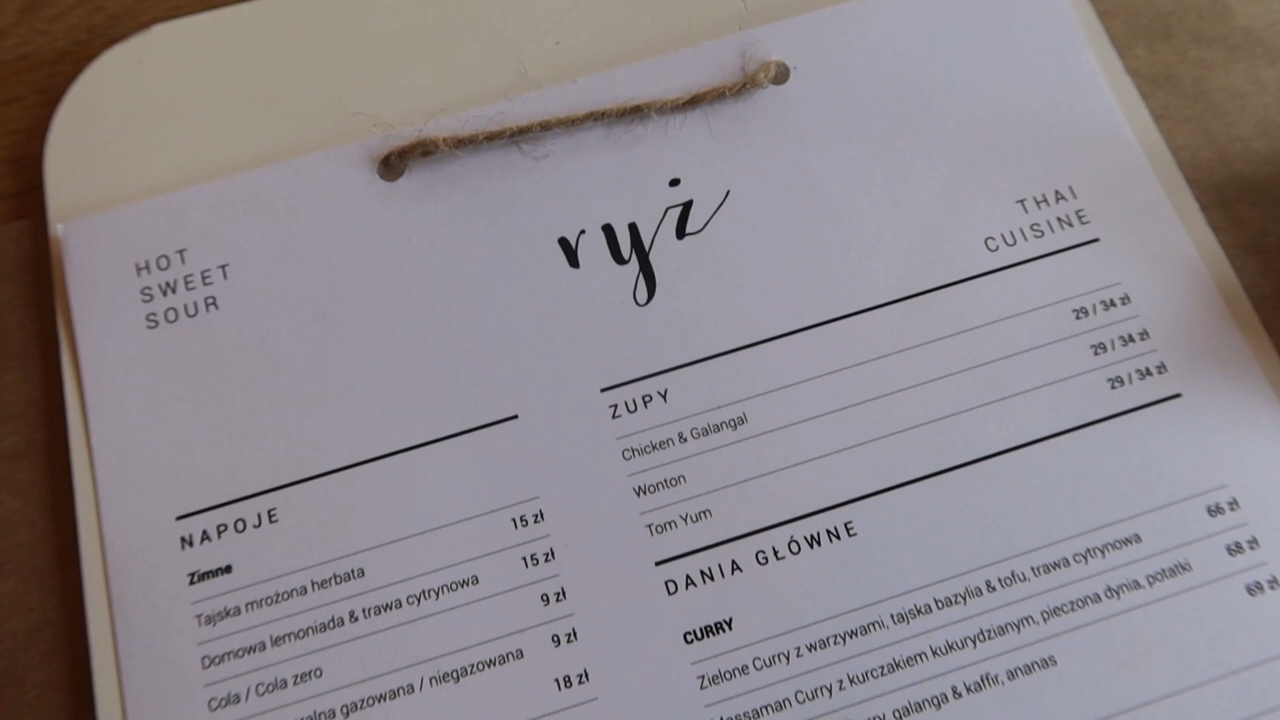 HOT
SWEET
SOUR
ryż
THAI
CUISINE
NAPOJE
Zimne
Tajska mrożona herbata 15 zł
Domowa lemoniada & trawa cytrynowa 15 zł
Cola / Cola zero 9 zł
gazowana / niegazowana 9 zł
18 zł
ZUPY
Chicken & Galangal 29 / 34 zł
Wonton 29 / 34 zł
Tom Yum 29 / 34 zł
DANIA GŁÓWNE
CURRY
Zielone Curry z warzywami, tajska bazylia & tofu, trawa cytrynowa 66 zł
Massaman Curry z kurczakiem kukurydzianym, pieczona dynia, potatki 68 zł
galanga & kaffir, ananas 69 zł